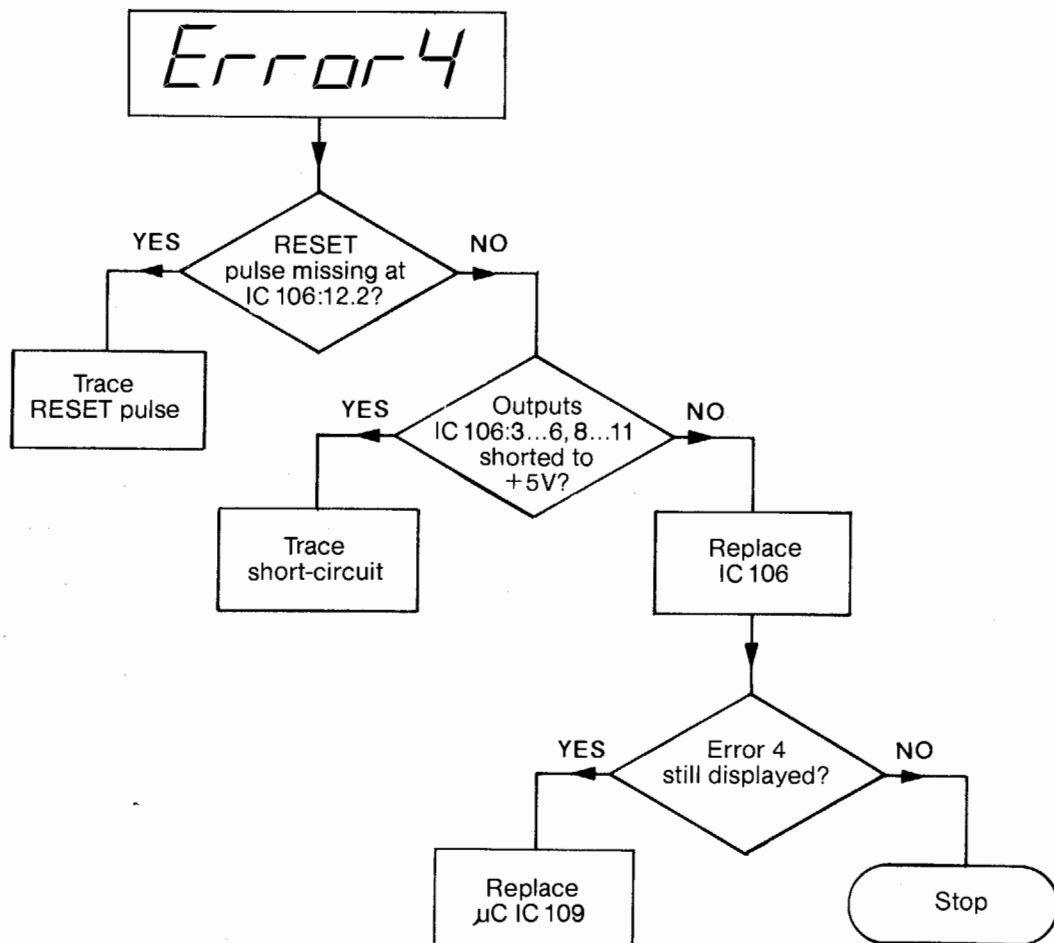 Error 4
YES
NO
RESET
pulse missing at
IC 106:12.2?
Trace
RESET pulse
YES
NO
Outputs
IC 106:3...6, 8...11
shorted to
+5V?
Trace
short-circuit
Replace
IC 106
YES
NO
Error 4
still displayed?
Replace
μC IC 109
Stop